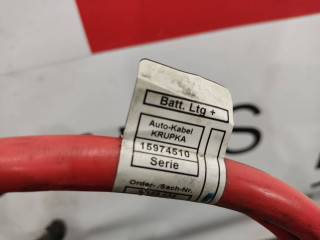 Batt. Ltg +
Auto-Kabel
KRUPKA
15974510
Serie
Order-/Sach-Nr.